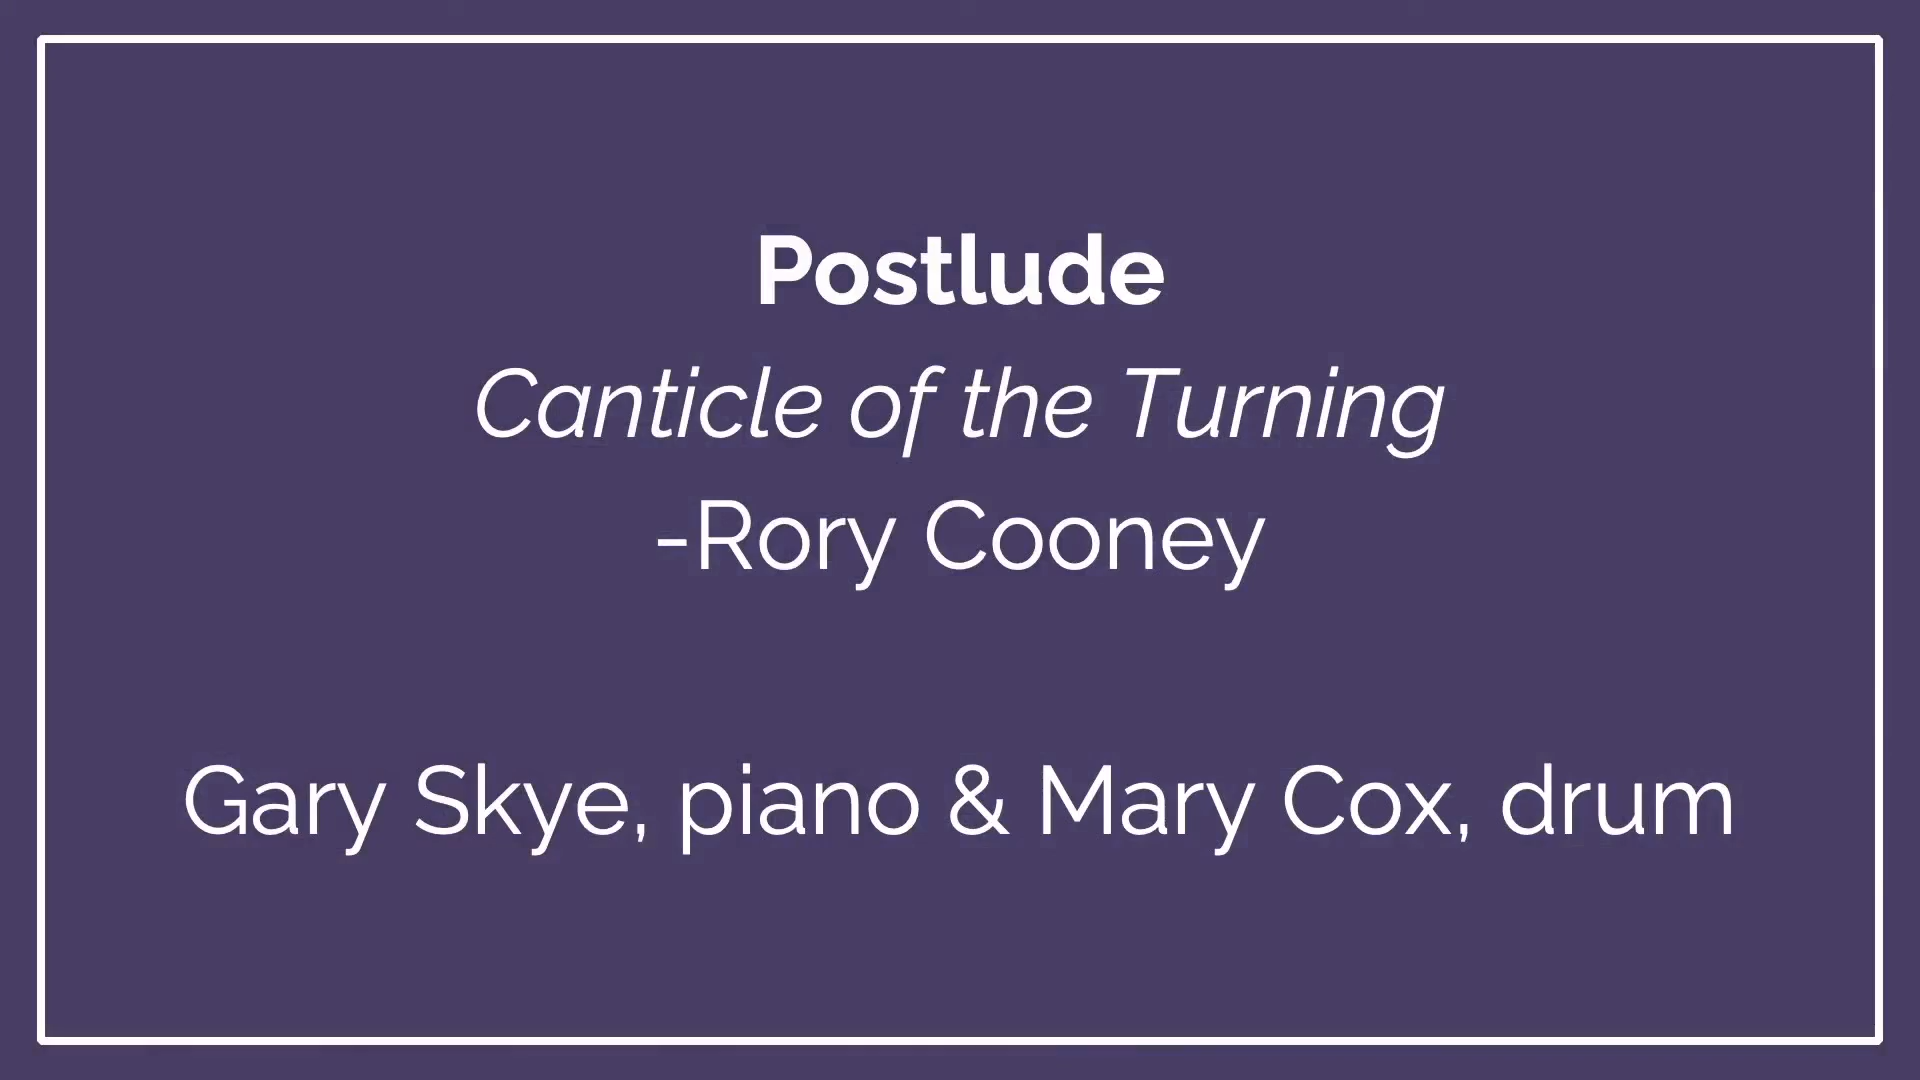 Postlude
Canticle of the Turning
-Rory Cooney
Gary Skye, piano & Mary Cox, drum